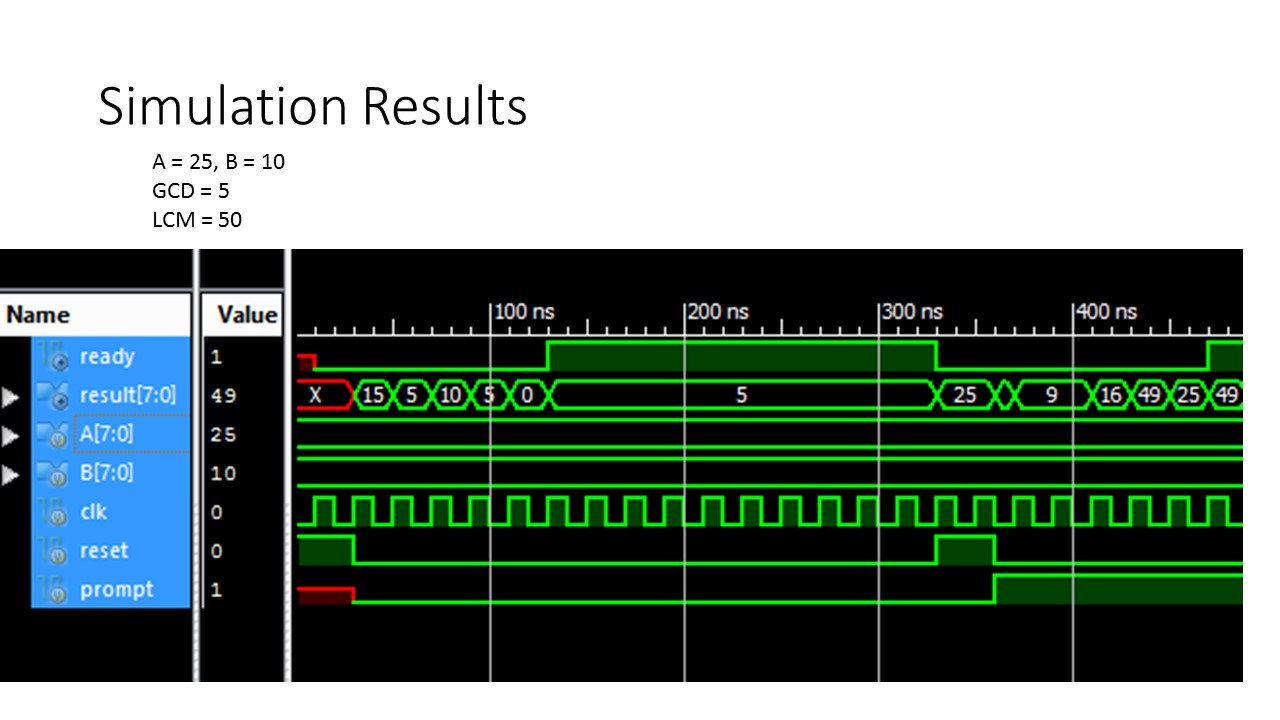 Simulation Results
A = 25, B = 10
GCD = 5
LCM = 50
Name Value 100 ns 200 ns 300 ns 400 ns
ready 1
result[7:0] 49 X 15 5 10 5 0 5 25 9 16 49 25 49
A[7:0] 25
B[7:0] 10
clk 0
reset 0
prompt 1